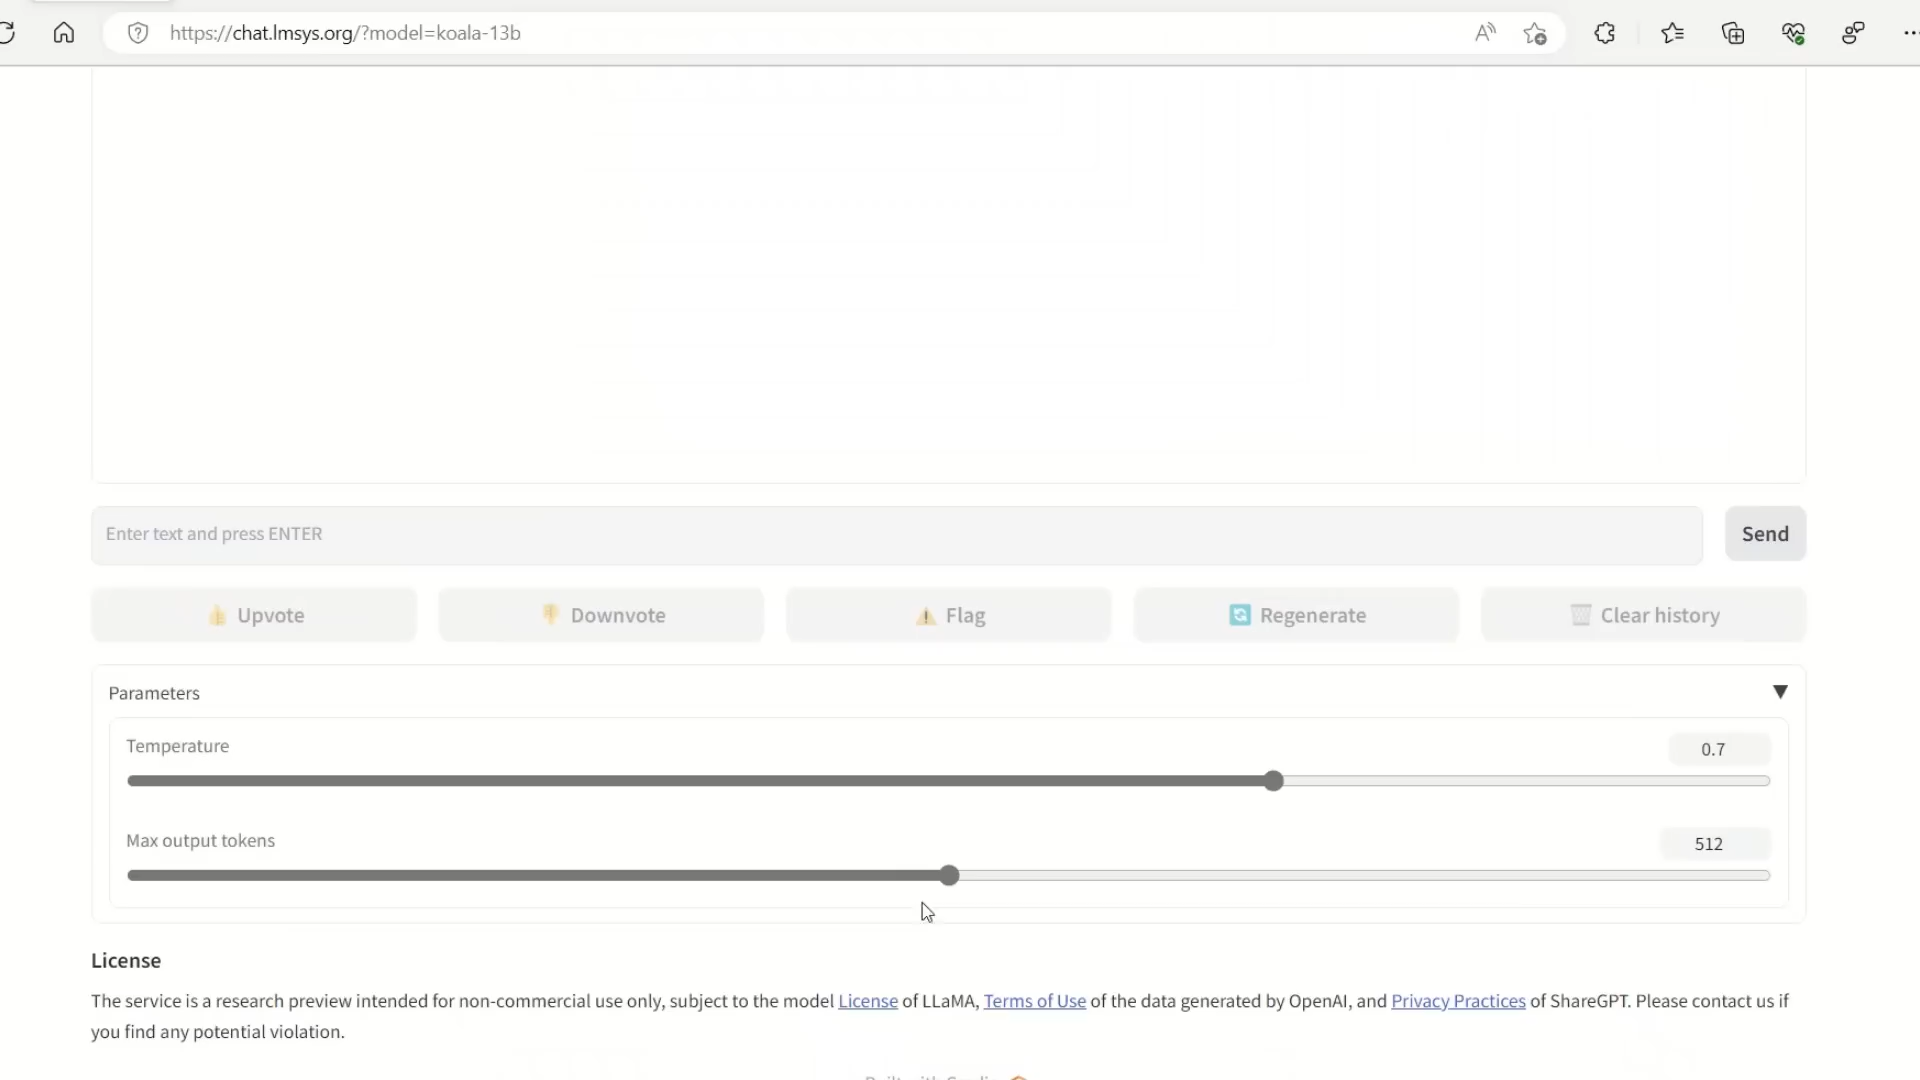 https://chat.lmsys.org/?model=koala-13b
Enter text and press ENTER
Send
Upvote
Downvote
Flag
Regenerate
Clear history
Parameters
Temperature
0.7
Max output tokens
512
License
The service is a research preview intended for non-commercial use only, subject to the model License of LLaMA, Terms of Use of the data generated by OpenAI, and Privacy Practices of ShareGPT. Please contact us if
you find any potential violation.